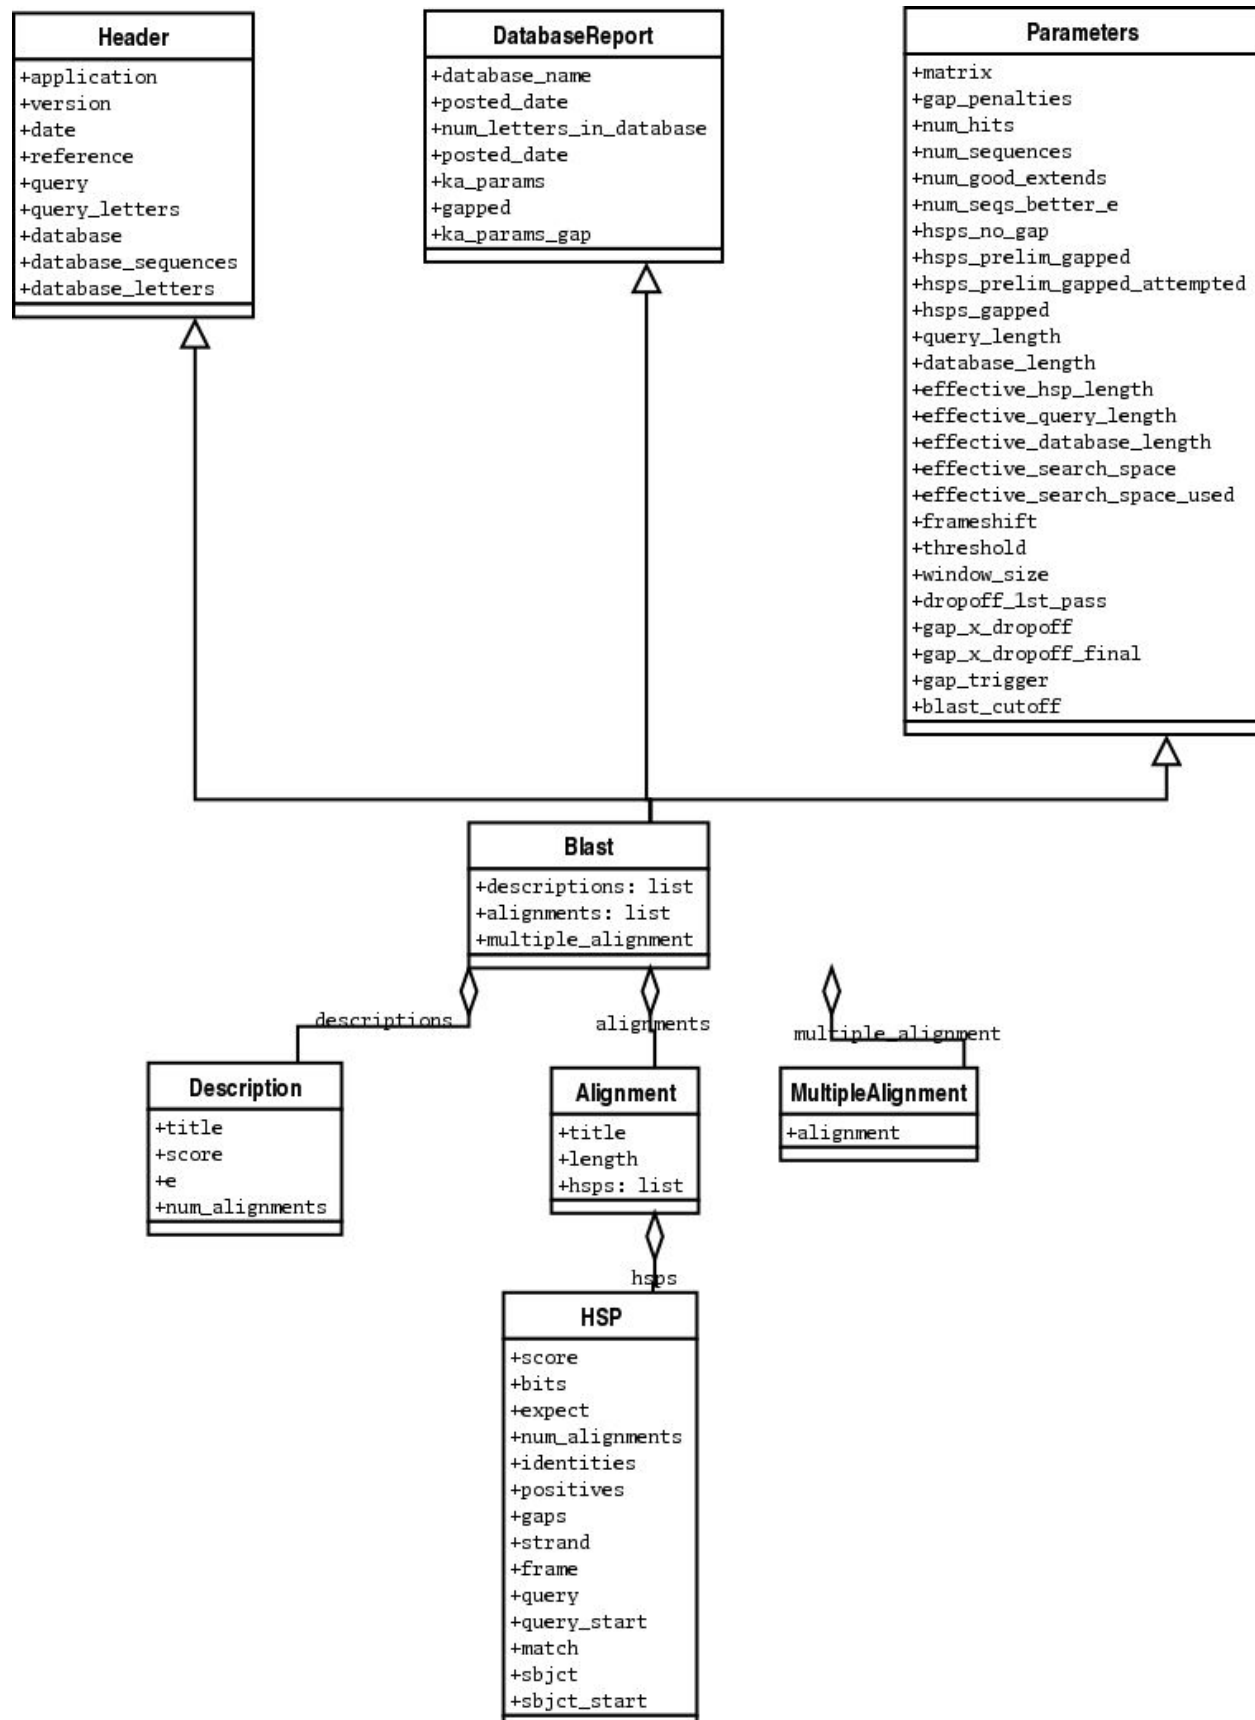 Header
+application
+version
+date
+reference
+query
+query_letters
+database
+database_sequences
+database_letters
DatabaseReport
+database_name
+posted_date
+num_letters_in_database
+posted_date
+ka_params
+gapped
+ka_params_gap
Parameters
+matrix
+gap_penalties
+num_hits
+num_sequences
+num_good_extends
+num_seqs_better_e
+hsps_no_gap
+hsps_prelim_gapped
+hsps_prelim_gapped_attempted
+hsps_gapped
+query_length
+database_length
+effective_hsp_length
+effective_query_length
+effective_database_length
+effective_search_space
+effective_search_space_used
+frameshift
+threshold
+window_size
+dropoff_1st_pass
+gap_x_dropoff
+gap_x_dropoff_final
+gap_trigger
+blast_cutoff
Blast
+descriptions: list
+alignments: list
+multiple_alignment
descriptions
alignments
multiple_alignment
Description
+title
+score
+e
+num_alignments
Alignment
+title
+length
+hsps: list
MultipleAlignment
+alignment
hsps
HSP
+score
+bits
+expect
+num_alignments
+identities
+positives
+gaps
+strand
+frame
+query
+query_start
+match
+sbjct
+sbjct_start